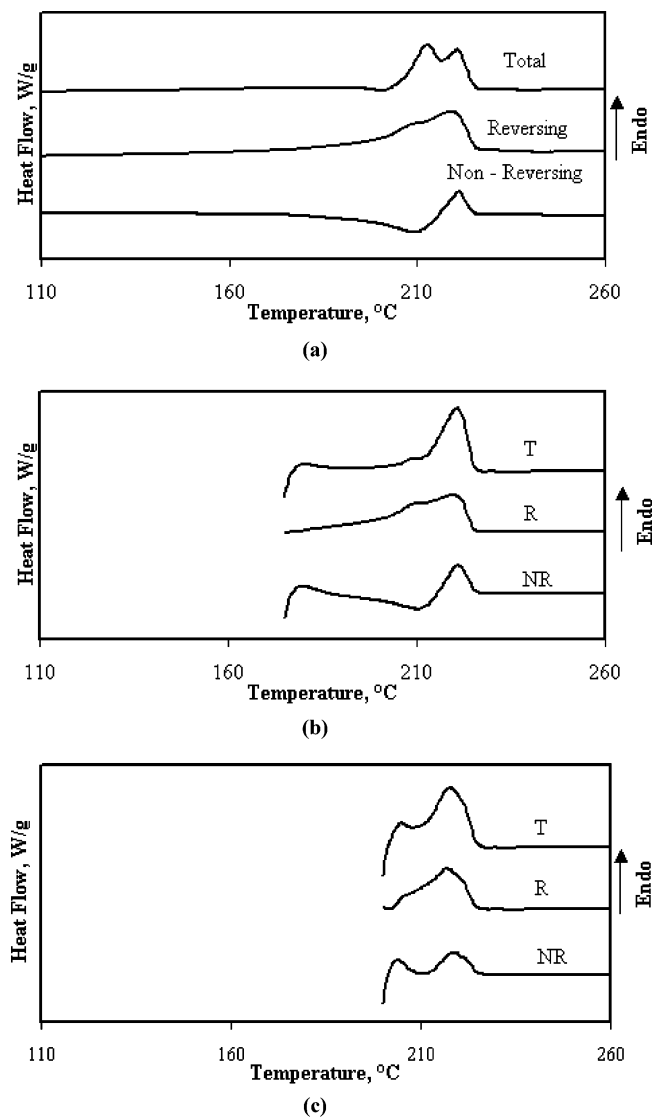 Heat Flow, W/g
Total
Reversing
Non - Reversing
Endo
110 160 210 260
Temperature, °C
(a)
Heat Flow, W/g
T
R
NR
Endo
110 160 210 260
Temperature, °C
(b)
Heat Flow, W/g
T
R
NR
Endo
110 160 210 260
Temperature, °C
(c)